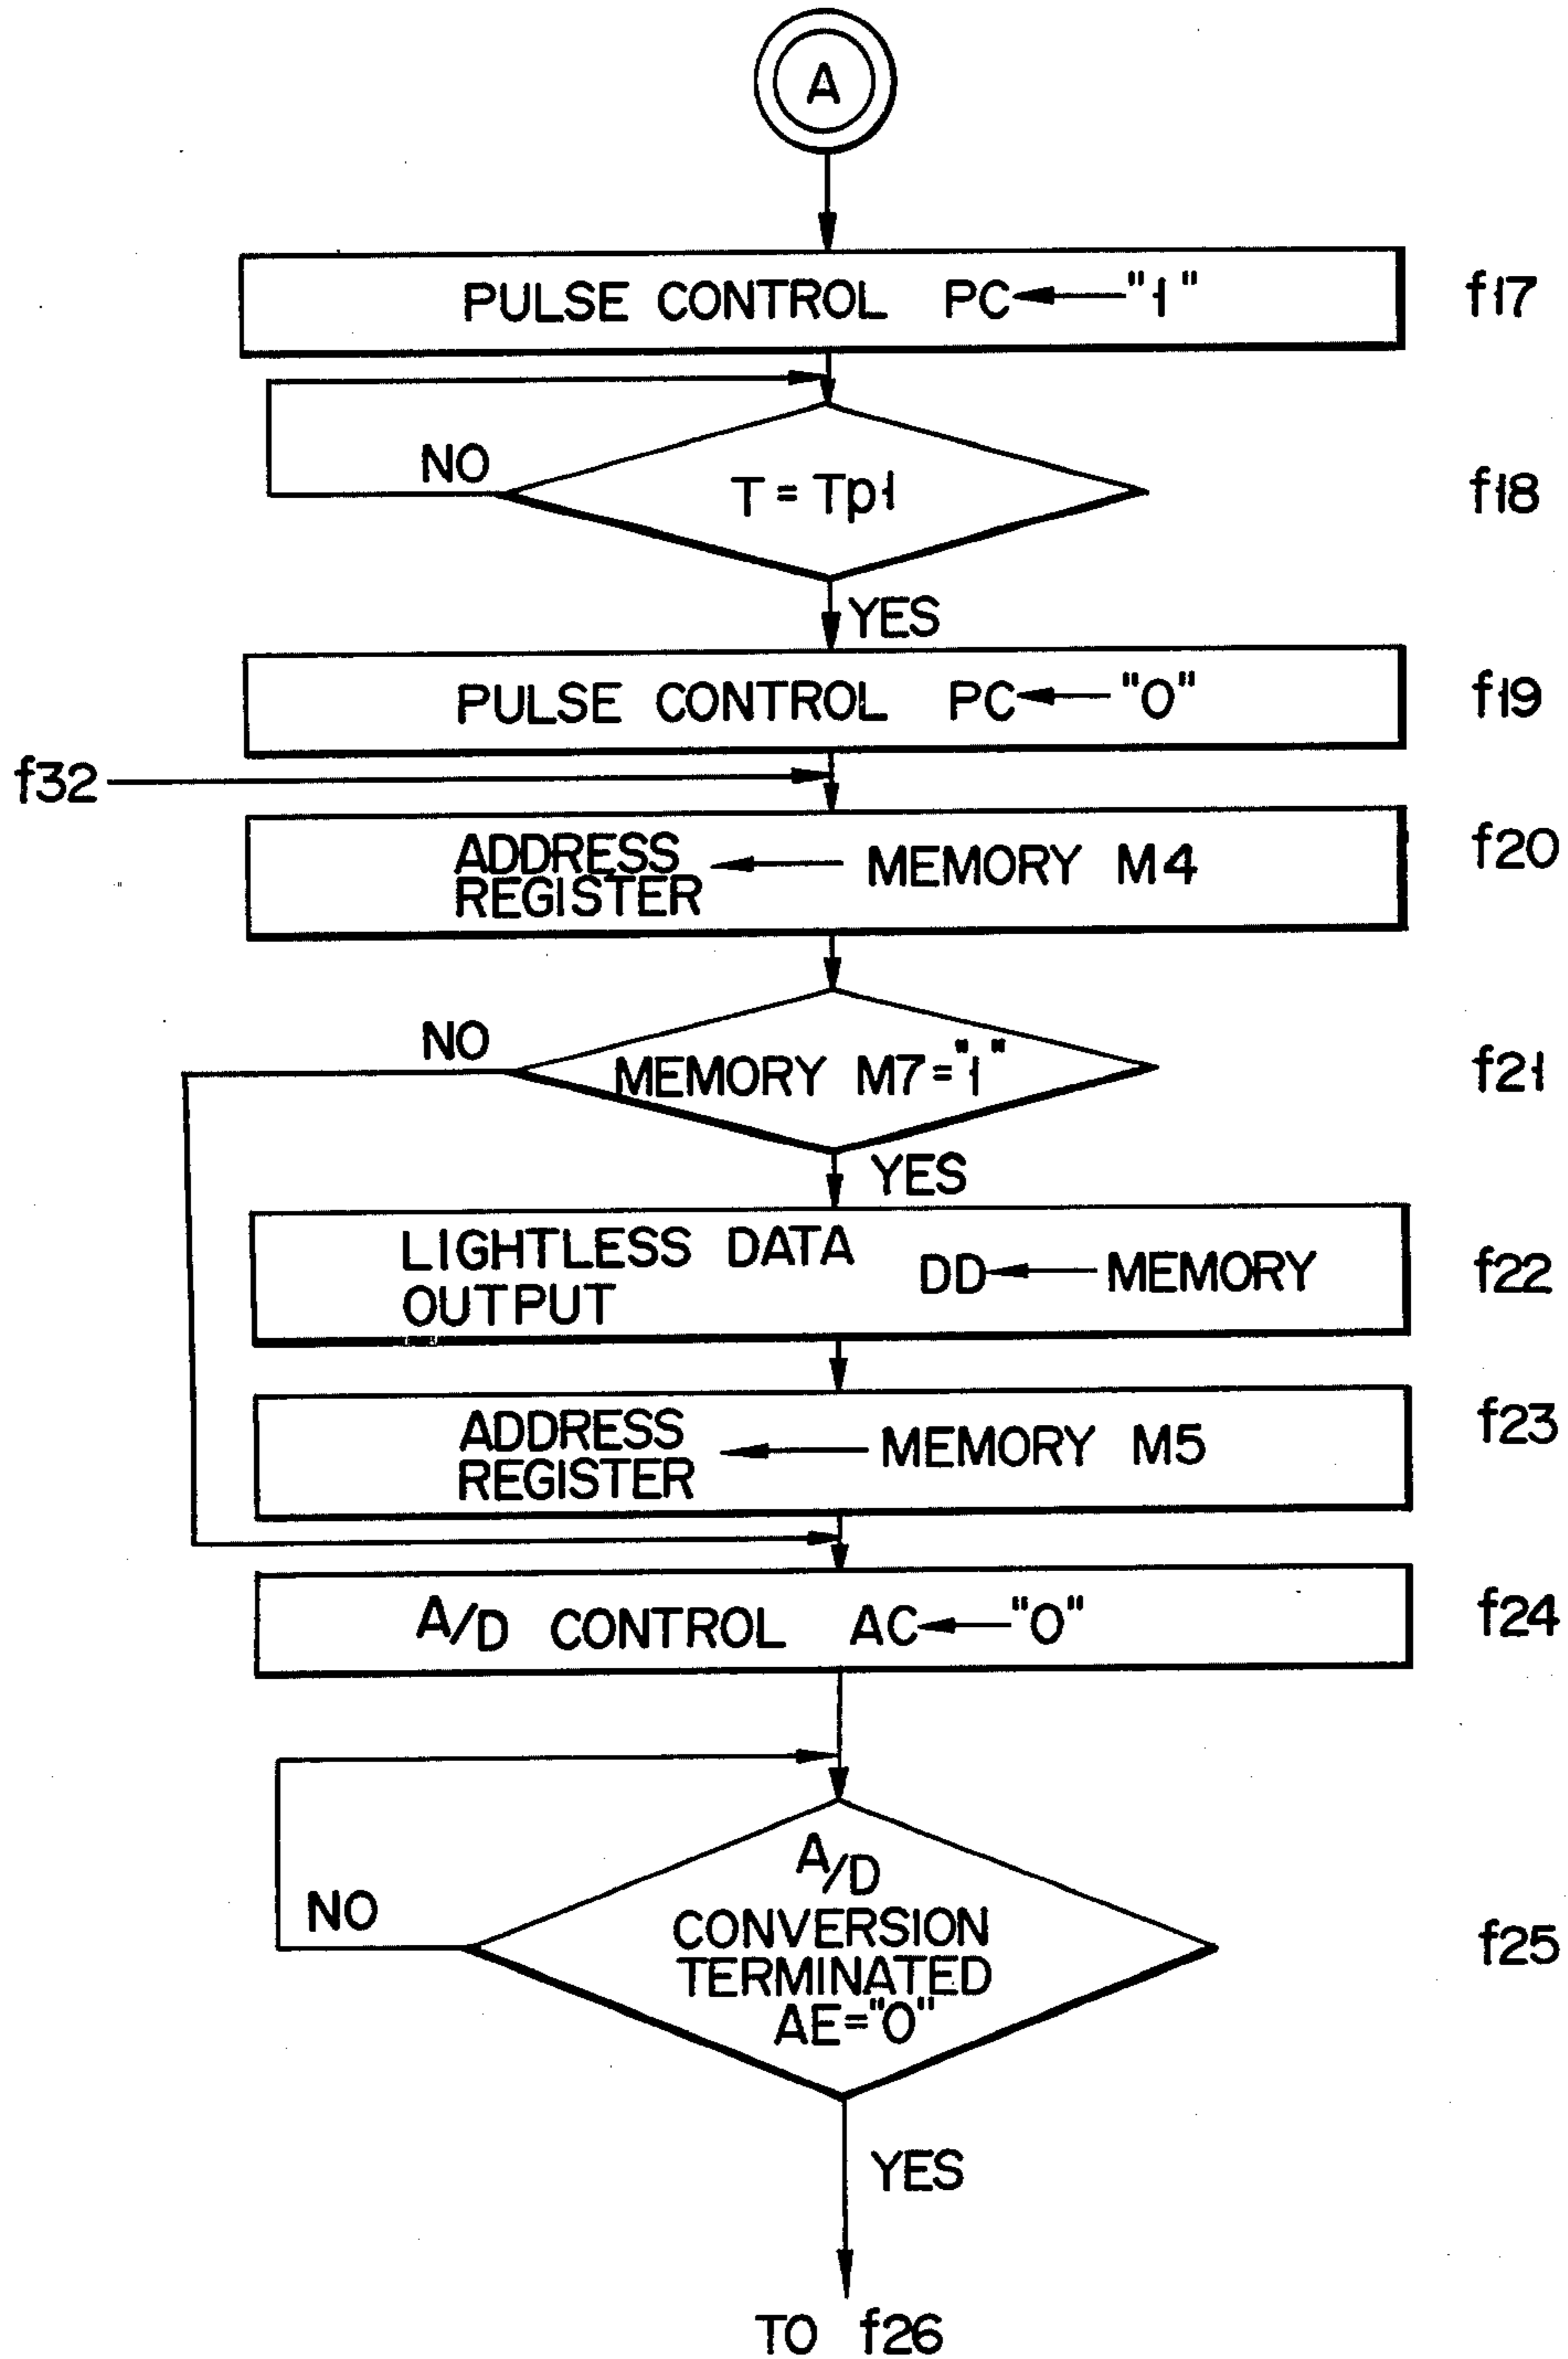 A
PULSE CONTROL PC ← "1"
f17
NO
T = Tp1
f18
YES
PULSE CONTROL PC ← "0"
f19
f32
ADDRESS
REGISTER ← MEMORY M4
f20
NO
MEMORY M7="1"
f21
YES
LIGHTLESS DATA
OUTPUT
DD ← MEMORY
f22
ADDRESS
REGISTER ← MEMORY M5
f23
A/D CONTROL AC ← "0"
f24
A/D
CONVERSION
TERMINATED
AE="0"
NO
f25
YES
TO f26